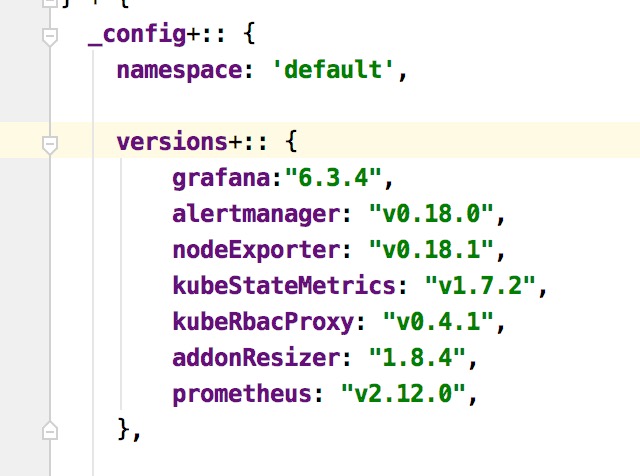 } + {
_config+:: {
namespace: 'default',
versions+:: {
grafana:"6.3.4",
alertmanager: "v0.18.0",
nodeExporter: "v0.18.1",
kubeStateMetrics: "v1.7.2",
kubeRbacProxy: "v0.4.1",
addonResizer: "1.8.4",
prometheus: "v2.12.0",
},